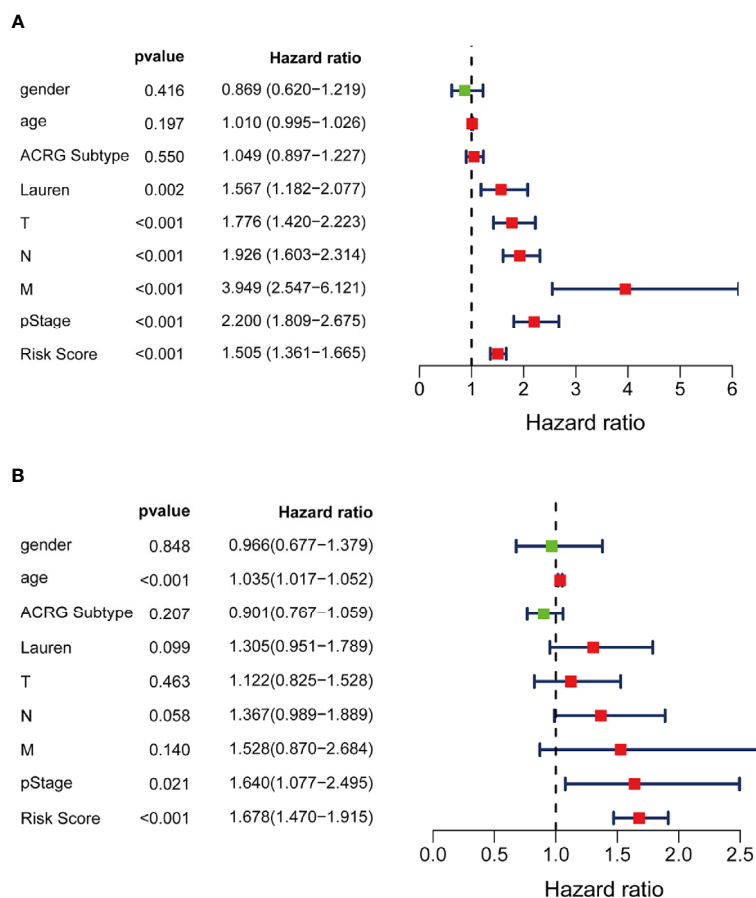 A
pvalue Hazard ratio
gender 0.416 0.869 (0.620−1.219)
age 0.197 1.010 (0.995−1.026)
ACRG Subtype 0.550 1.049 (0.897−1.227)
Lauren 0.002 1.567 (1.182−2.077)
T <0.001 1.776 (1.420−2.223)
N <0.001 1.926 (1.603−2.314)
M <0.001 3.949 (2.547−6.121)
pStage <0.001 2.200 (1.809−2.675)
Risk Score <0.001 1.505 (1.361−1.665)
0 1 2 3 4 5 6
Hazard ratio
B
pvalue Hazard ratio
gender 0.848 0.966(0.677−1.379)
age <0.001 1.035(1.017−1.052)
ACRG Subtype 0.207 0.901(0.767−1.059)
Lauren 0.099 1.305(0.951−1.789)
T 0.463 1.122(0.825−1.528)
N 0.058 1.367(0.989−1.889)
M 0.140 1.528(0.870−2.684)
pStage 0.021 1.640(1.077−2.495)
Risk Score <0.001 1.678(1.470−1.915)
0.0 0.5 1.0 1.5 2.0 2.5
Hazard ratio